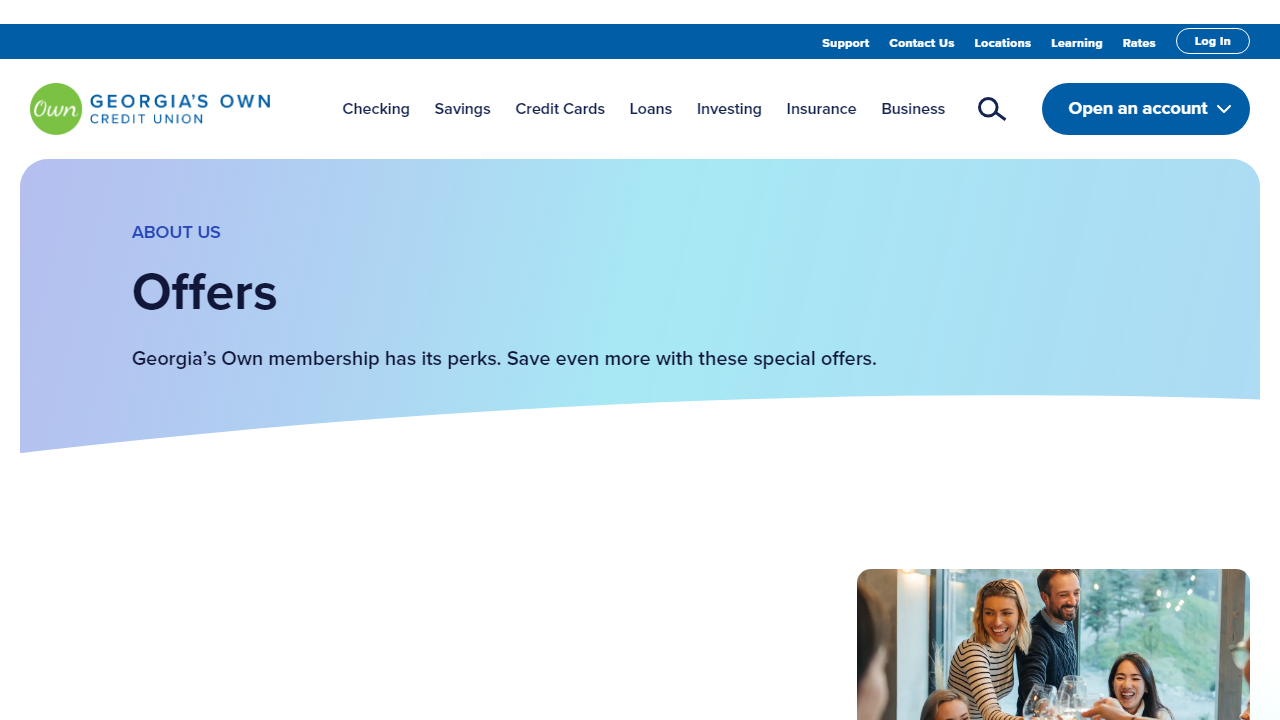 Support Contact Us Locations Learning Rates Log In
Own GEORGIA'S OWN
CREDIT UNION
Checking Savings Credit Cards Loans Investing Insurance Business Open an account
ABOUT US
Offers
Georgia’s Own membership has its perks. Save even more with these special offers.